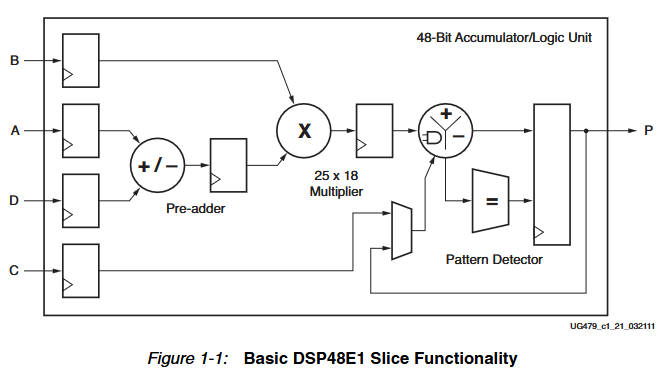 48-Bit Accumulator/Logic Unit
B
A
D
C
+ / –
Pre-adder
X
25 x 18
Multiplier
+
–
=
Pattern Detector
P
UG479_c1_21_032111
Figure 1-1: Basic DSP48E1 Slice Functionality